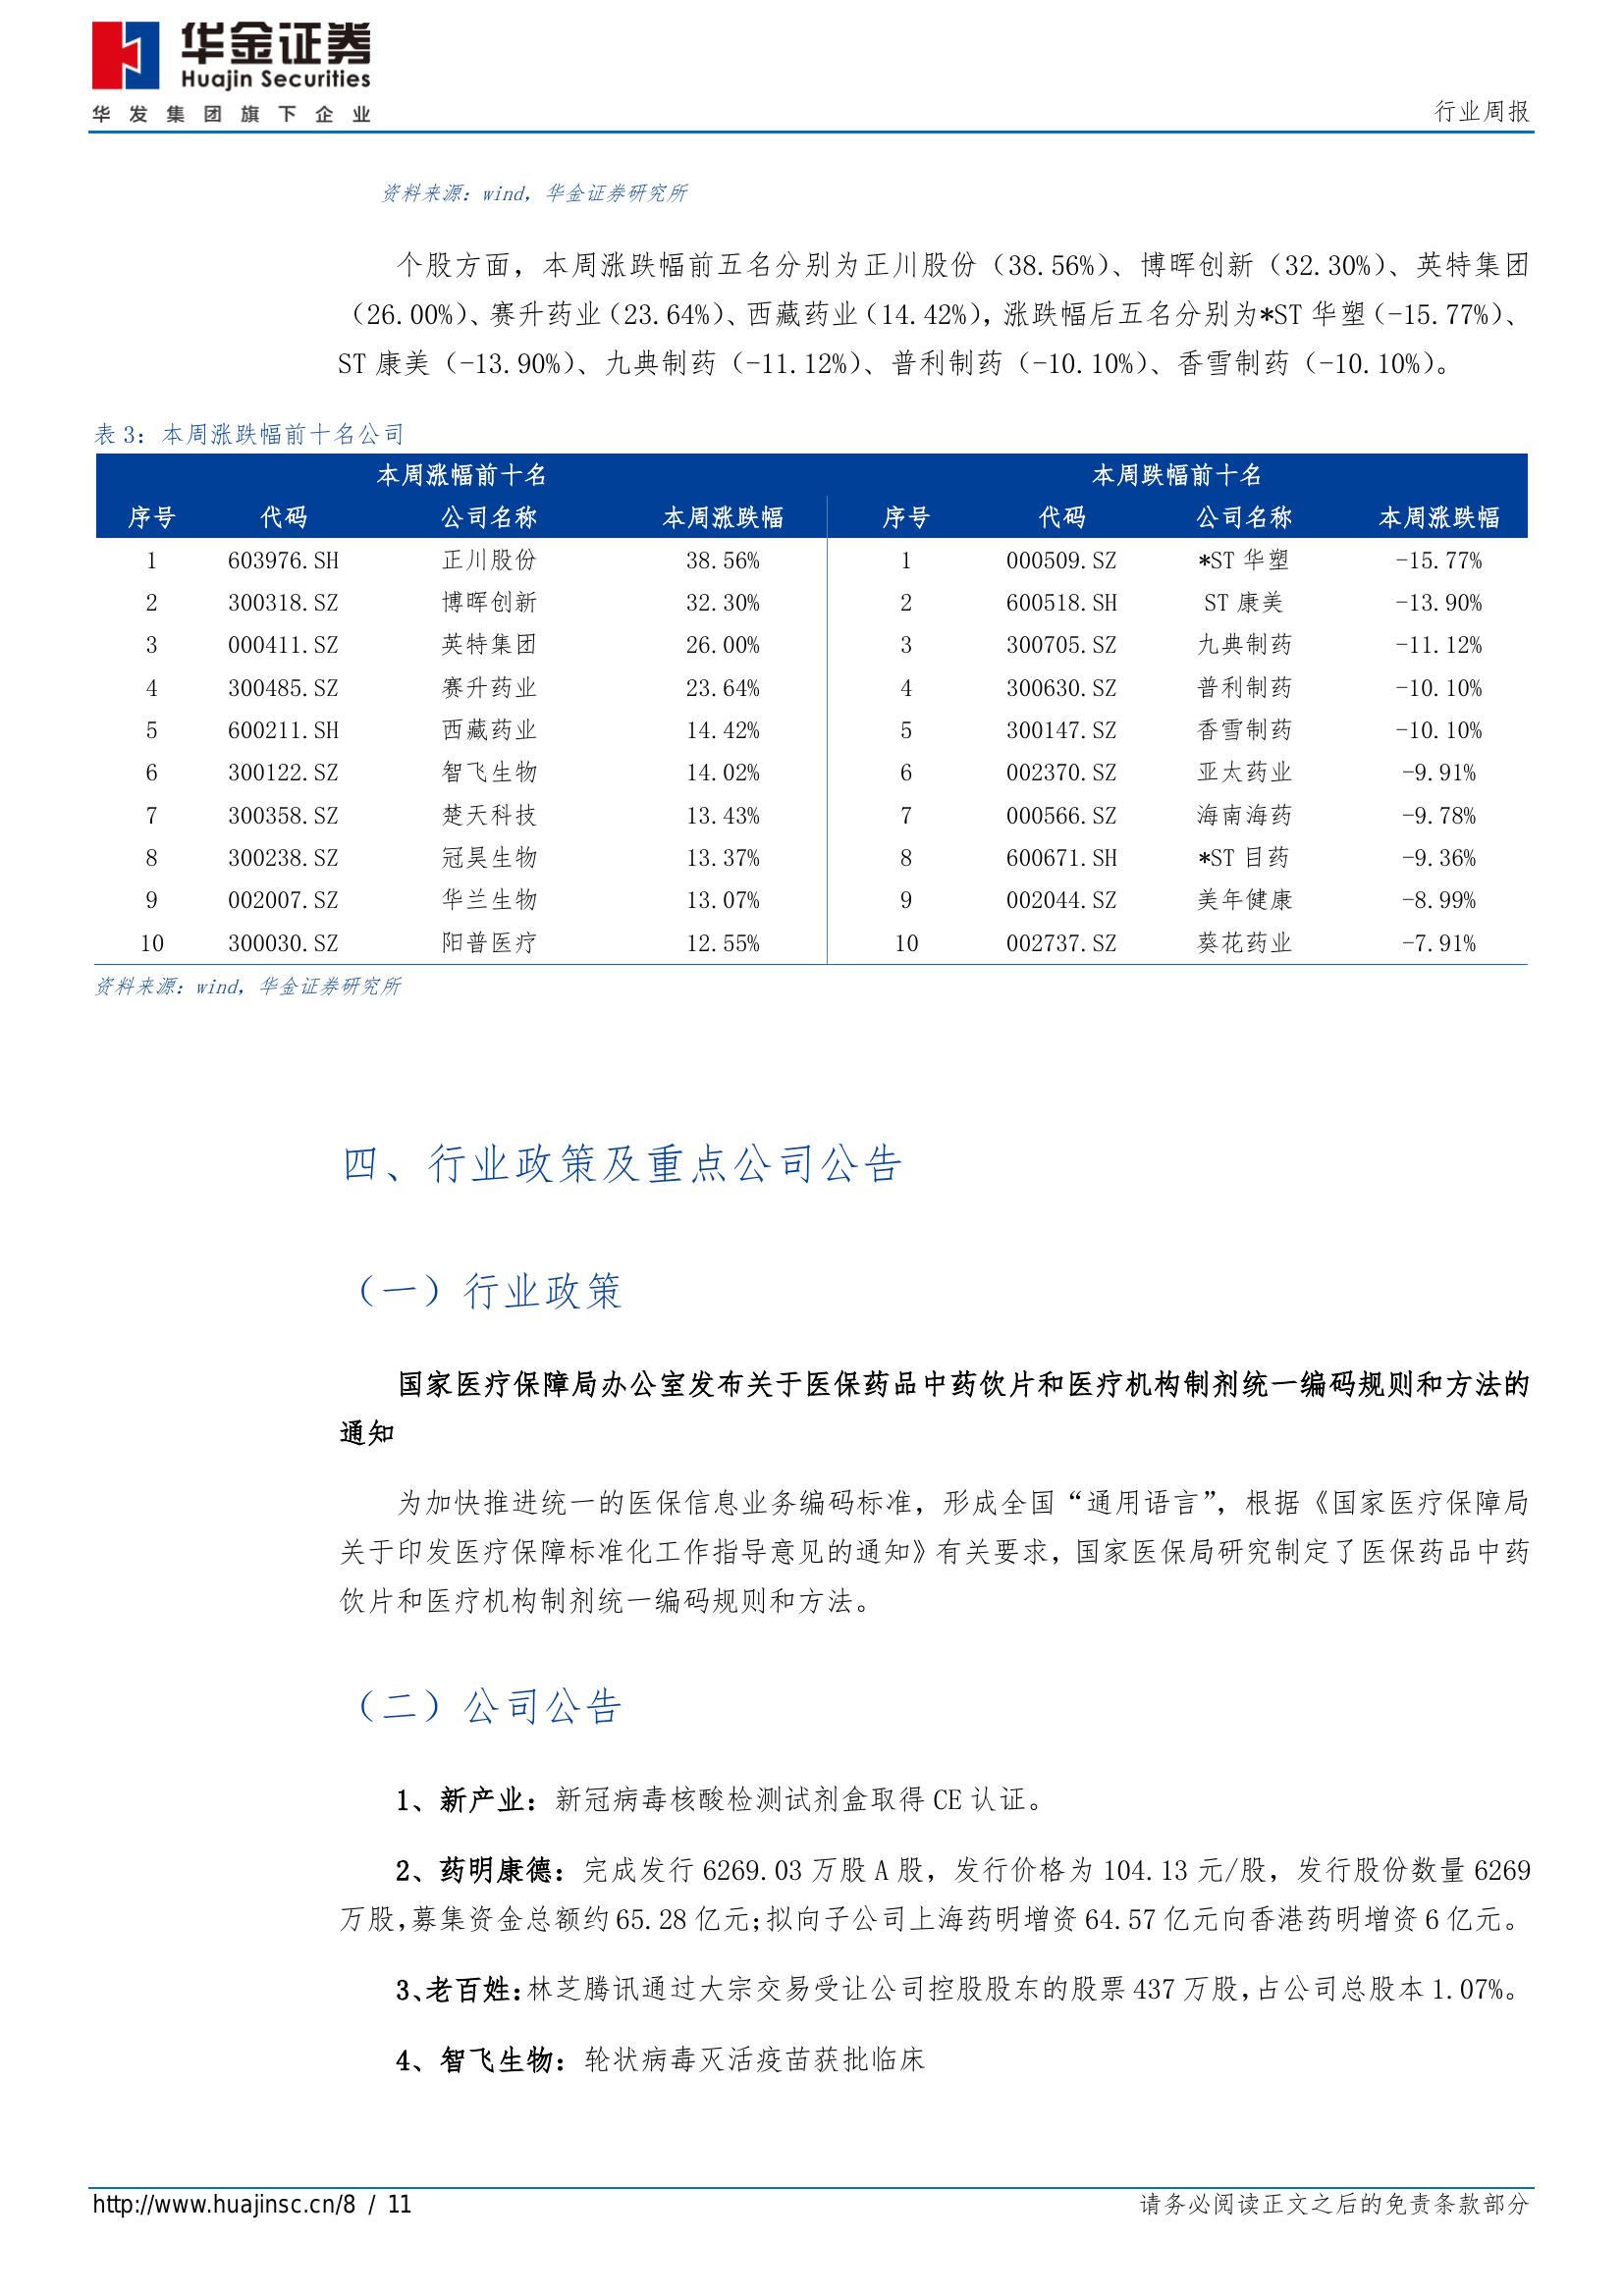 华金证券
Huajin Securities
华发集团旗下企业
行业周报
资料来源：wind，华金证券研究所
个股方面，本周涨跌幅前五名分别为正川股份（38.56%）、博晖创新（32.30%）、英特集团
（26.00%）、赛升药业（23.64%）、西藏药业（14.42%），涨跌幅后五名分别为*ST 华塑（-15.77%）、
ST 康美（-13.90%）、九典制药（-11.12%）、普利制药（-10.10%）、香雪制药（-10.10%）。
表 3：本周涨跌幅前十名公司
本周涨幅前十名 本周跌幅前十名
序号 代码 公司名称 本周涨跌幅 序号 代码 公司名称 本周涨跌幅
1 603976.SH 正川股份 38.56% 1 000509.SZ *ST 华塑 -15.77%
2 300318.SZ 博晖创新 32.30% 2 600518.SH ST 康美 -13.90%
3 000411.SZ 英特集团 26.00% 3 300705.SZ 九典制药 -11.12%
4 300485.SZ 赛升药业 23.64% 4 300630.SZ 普利制药 -10.10%
5 600211.SH 西藏药业 14.42% 5 300147.SZ 香雪制药 -10.10%
6 300122.SZ 智飞生物 14.02% 6 002370.SZ 亚太药业 -9.91%
7 300358.SZ 楚天科技 13.43% 7 000566.SZ 海南海药 -9.78%
8 300238.SZ 冠昊生物 13.37% 8 600671.SH *ST 目药 -9.36%
9 002007.SZ 华兰生物 13.07% 9 002044.SZ 美年健康 -8.99%
10 300030.SZ 阳普医疗 12.55% 10 002737.SZ 葵花药业 -7.91%
资料来源：wind，华金证券研究所
四、行业政策及重点公司公告
（一）行业政策
国家医疗保障局办公室发布关于医保药品中药饮片和医疗机构制剂统一编码规则和方法的
通知
为加快推进统一的医保信息业务编码标准，形成全国“通用语言”，根据《国家医疗保障局
关于印发医疗保障标准化工作指导意见的通知》有关要求，国家医保局研究制定了医保药品中药
饮片和医疗机构制剂统一编码规则和方法。
（二）公司公告
1、新产业：新冠病毒核酸检测试剂盒取得 CE 认证。
2、药明康德：完成发行 6269.03 万股 A 股，发行价格为 104.13 元/股，发行股份数量 6269
万股，募集资金总额约 65.28 亿元；拟向子公司上海药明增资 64.57 亿元向香港药明增资 6 亿元。
3、老百姓：林芝腾讯通过大宗交易受让公司控股股东的股票 437 万股，占公司总股本 1.07%。
4、智飞生物：轮状病毒灭活疫苗获批临床
http://www.huajinsc.cn/8 / 11
请务必阅读正文之后的免责条款部分